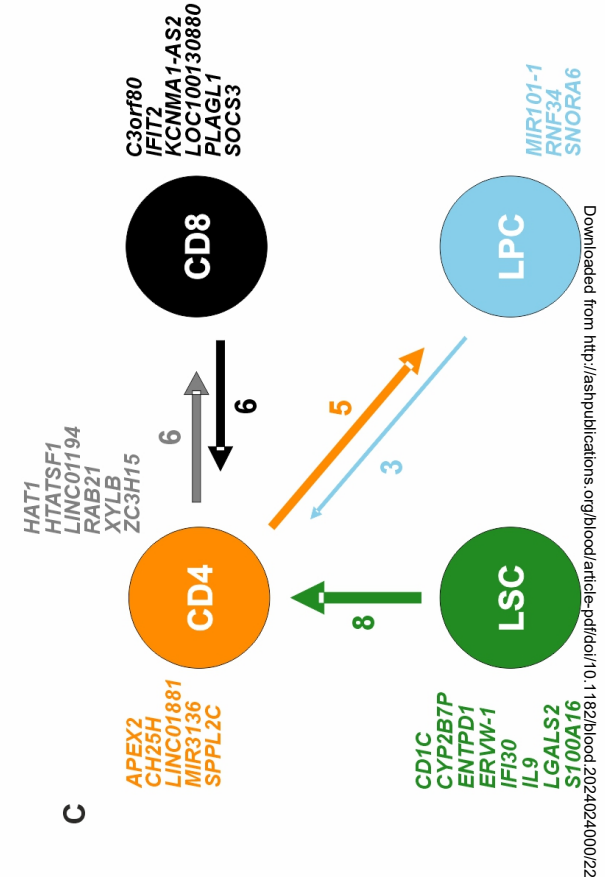 C
APEX2
CH25H
LINC01881
MIR3136
SPPL2C
CD4
HAT1
HTATSF1
LINC01194
RAB21
XYLB
ZC3H15
6
6
CD8
C3orf80
IFIT2
KCNMA1-AS2
LOC100130880
PLAGL1
SOCS3
8
3
5
CD1C
CYP2B7P
ENTPD1
ERVW-1
IFI30
IL9
LGALS2
S100A16
LSC
LPC
MIR101-1
RNF34
SNORA6
Downloaded from http://ashpublications.org/blood/article-pdf/doi/10.1182/blood.2024024000/22